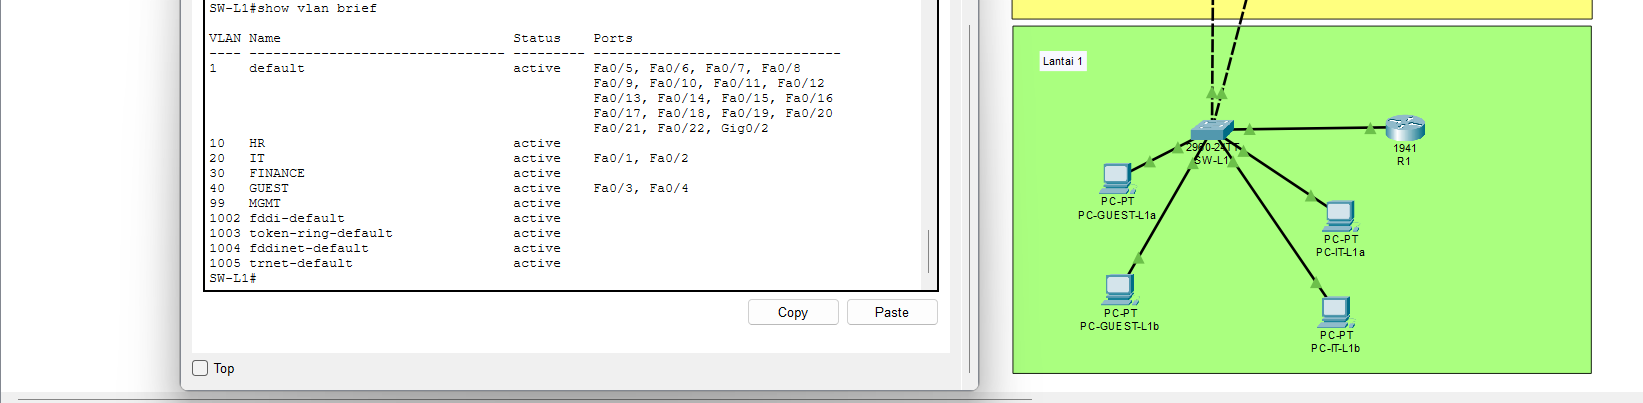 SW-L1#show vlan brief
VLAN Name                             Status    Ports
---- -------------------------------- --------- -------------------------------
1    default                          active    Fa0/5, Fa0/6, Fa0/7, Fa0/8
                                                Fa0/9, Fa0/10, Fa0/11, Fa0/12
                                                Fa0/13, Fa0/14, Fa0/15, Fa0/16
                                                Fa0/17, Fa0/18, Fa0/19, Fa0/20
                                                Fa0/21, Fa0/22, Gig0/2
10   HR                               active
20   IT                               active    Fa0/1, Fa0/2
30   FINANCE                          active
40   GUEST                            active    Fa0/3, Fa0/4
99   MGMT                             active
1002 fddi-default                     active
1003 token-ring-default               active
1004 fddinet-default                  active
1005 trnet-default                    active
SW-L1#
Copy
Paste
Top
Lantai 1
2960-24TT
SW-L1
1941
R1
PC-PT
PC-GUEST-L1a
PC-PT
PC-IT-L1a
PC-PT
PC-GUEST-L1b
PC-PT
PC-IT-L1b